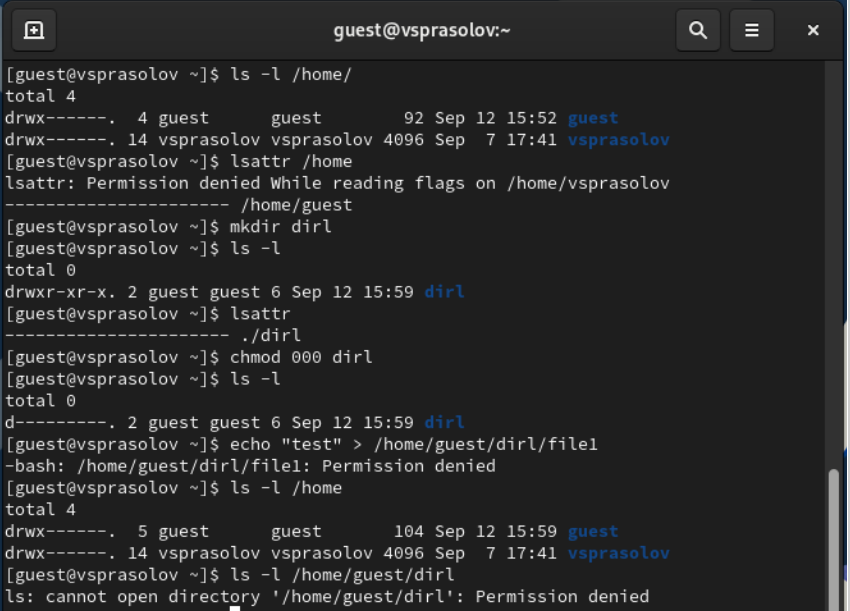 guest@vsprasolov:~
[guest@vsprasolov ~]$ ls -l /home/
total 4
drwx------.  4 guest      guest        92 Sep 12 15:52 guest
drwx------. 14 vsprasolov vsprasolov 4096 Sep  7 17:41 vsprasolov
[guest@vsprasolov ~]$ lsattr /home
lsattr: Permission denied While reading flags on /home/vsprasolov
---------------------- /home/guest
[guest@vsprasolov ~]$ mkdir dirl
[guest@vsprasolov ~]$ ls -l
total 0
drwxr-xr-x. 2 guest guest 6 Sep 12 15:59 dirl
[guest@vsprasolov ~]$ lsattr
---------------------- ./dirl
[guest@vsprasolov ~]$ chmod 000 dirl
[guest@vsprasolov ~]$ ls -l
total 0
d---------. 2 guest guest 6 Sep 12 15:59 dirl
[guest@vsprasolov ~]$ echo "test" > /home/guest/dirl/file1
-bash: /home/guest/dirl/file1: Permission denied
[guest@vsprasolov ~]$ ls -l /home
total 4
drwx------.  5 guest      guest       104 Sep 12 15:59 guest
drwx------. 14 vsprasolov vsprasolov 4096 Sep  7 17:41 vsprasolov
[guest@vsprasolov ~]$ ls -l /home/guest/dirl
ls: cannot open directory '/home/guest/dirl': Permission denied